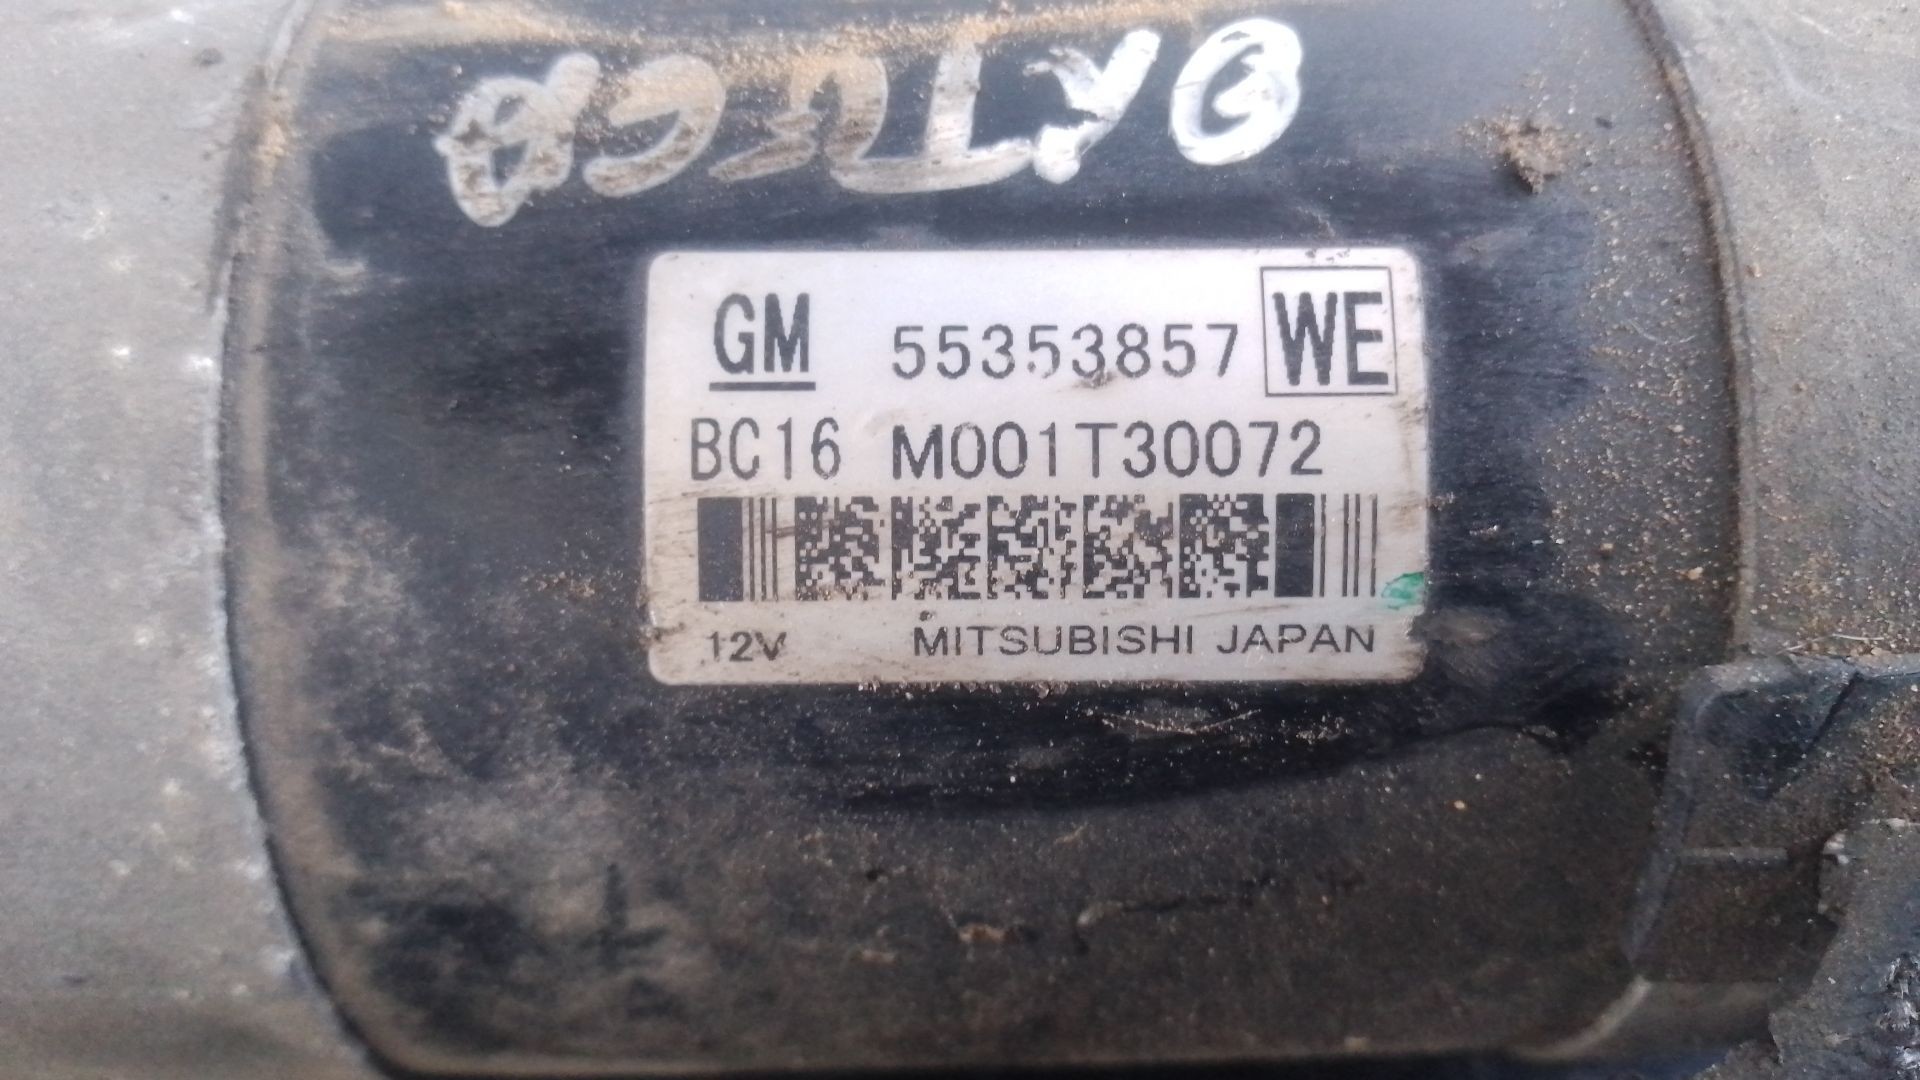 GM 55353857 WE
BC16 M001T30072
12V MITSUBISHI JAPAN